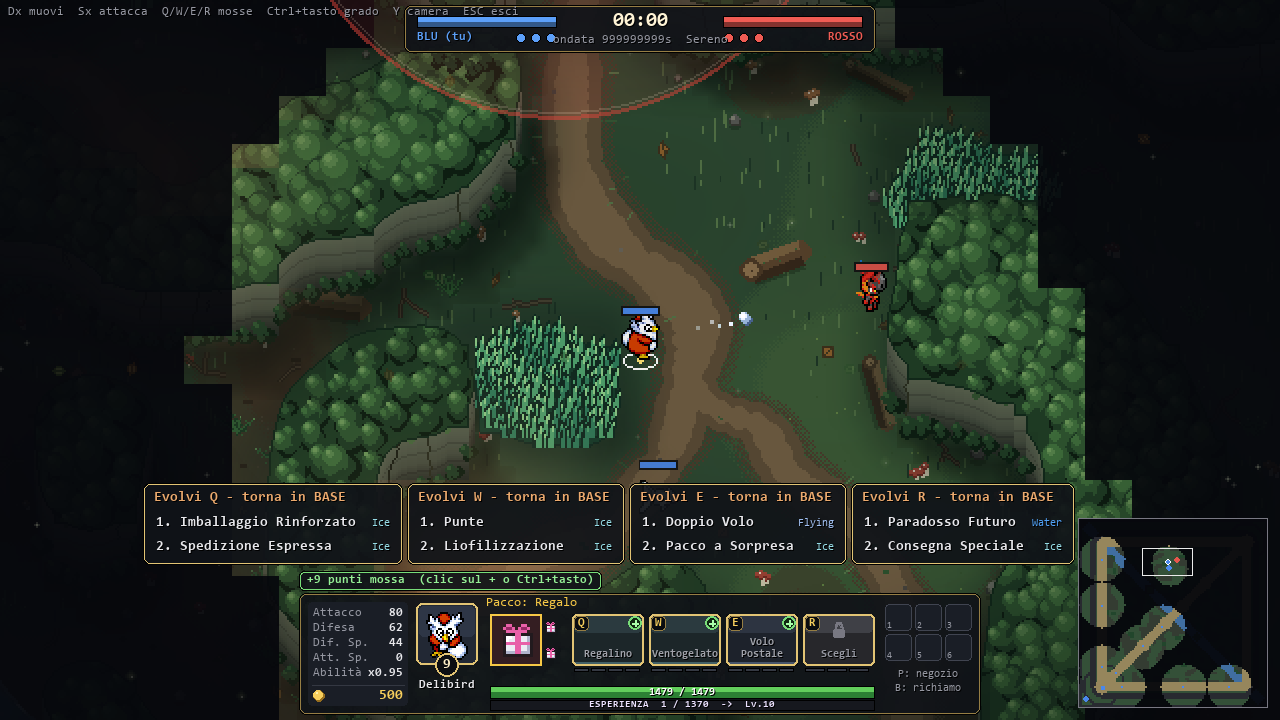 Dx muovi  Sx attacca  Q/W/E/R mosse  Ctrl+tasto grado  Y camera  ESC esci
00:00
BLU (tu)
ondata 999999999s  Sereno
ROSSO
Evolvi Q - torna in BASE
1. Imballaggio Rinforzato  Ice
2. Spedizione Espressa  Ice
Evolvi W - torna in BASE
1. Punte  Ice
2. Liofilizzazione  Ice
Evolvi E - torna in BASE
1. Doppio Volo  Flying
2. Pacco a Sorpresa  Ice
Evolvi R - torna in BASE
1. Paradosso Futuro  Water
2. Consegna Speciale  Ice
+9 punti mossa  (clic sul + o Ctrl+tasto)
Attacco 80
Difesa 62
Dif. Sp. 44
Att. Sp. 0
Abilità x0.95
500
9
Delibird
Pacco: Regalo
Q
Regalino
W
Ventogelato
E
Volo
Postale
R
Scegli
1 2 3
4 5 6
P: negozio
B: richiamo
1479 / 1479
ESPERIENZA  1 / 1370  ->  Lv.10